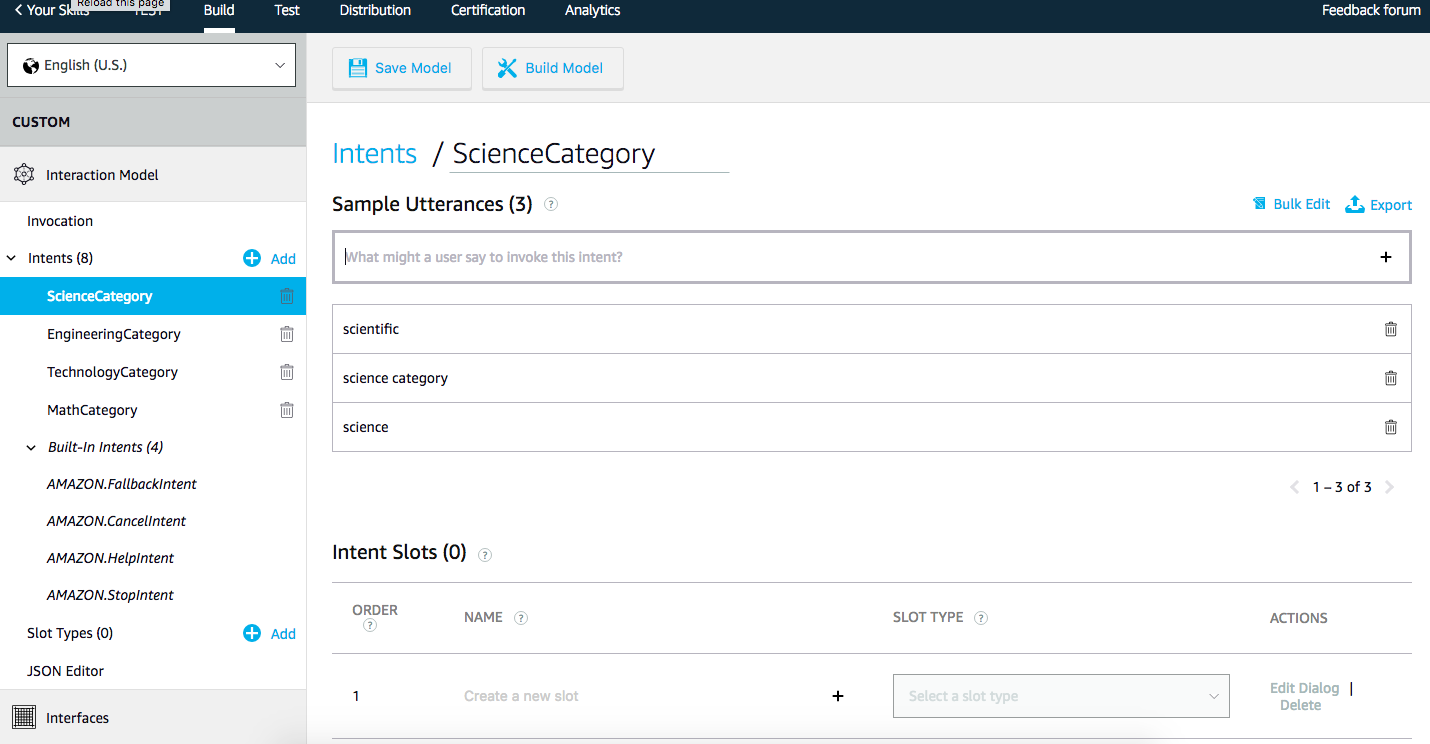 Reload this page
Your Skills TEST Build Test Distribution Certification Analytics Feedback forum
English (U.S.)
Save Model Build Model
CUSTOM
Interaction Model
Intents / ScienceCategory
Sample Utterances (3) ?
Bulk Edit Export
Invocation
Intents (8) Add
What might a user say to invoke this intent? +
ScienceCategory
EngineeringCategory
TechnologyCategory
MathCategory
Built-In Intents (4)
AMAZON.FallbackIntent
AMAZON.CancelIntent
AMAZON.HelpIntent
AMAZON.StopIntent
Slot Types (0) Add
JSON Editor
Interfaces
scientific
science category
science
1 – 3 of 3
Intent Slots (0) ?
ORDER ? NAME ? SLOT TYPE ? ACTIONS
1 Create a new slot + Select a slot type Edit Dialog |
Delete